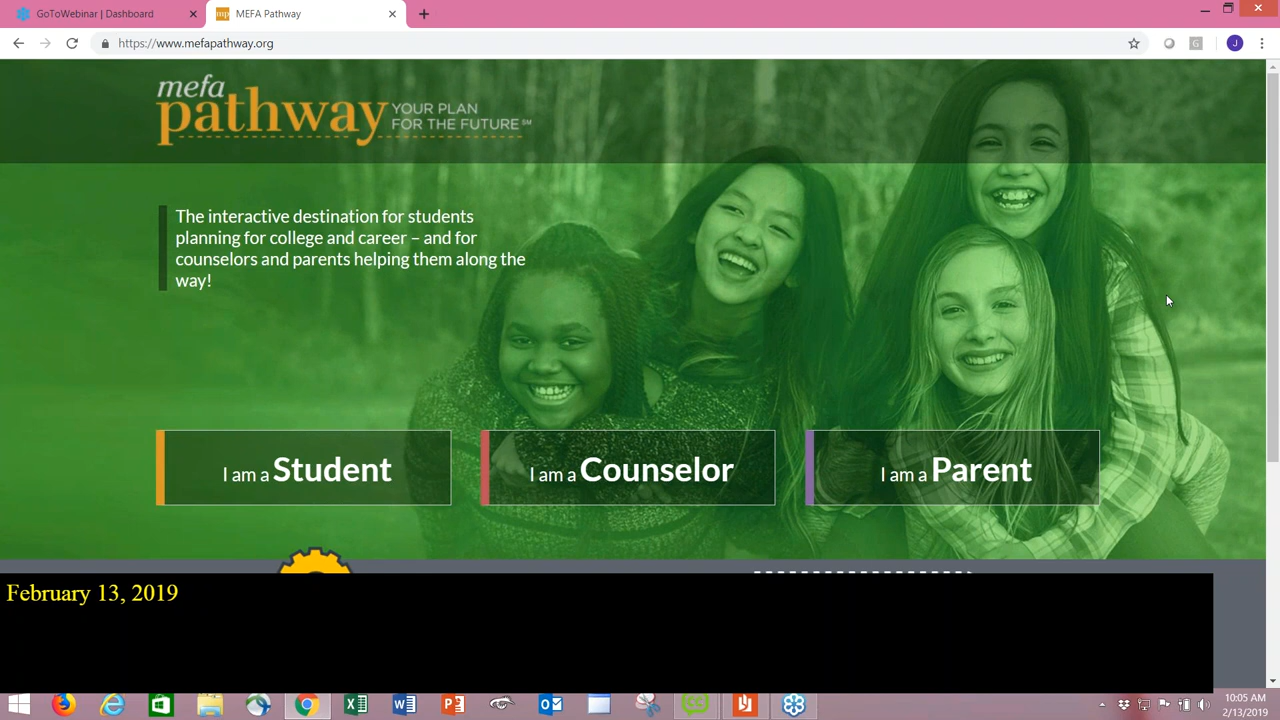 GoToWebinar | Dashboard
MEFA Pathway
https://www.mefapathway.org
G
J
mefa
pathway
YOUR PLAN
FOR THE FUTURE℠
The interactive destination for students
planning for college and career – and for
counselors and parents helping them along the
way!
I am a Student
I am a Counselor
I am a Parent
February 13, 2019
10:05 AM
2/13/2019